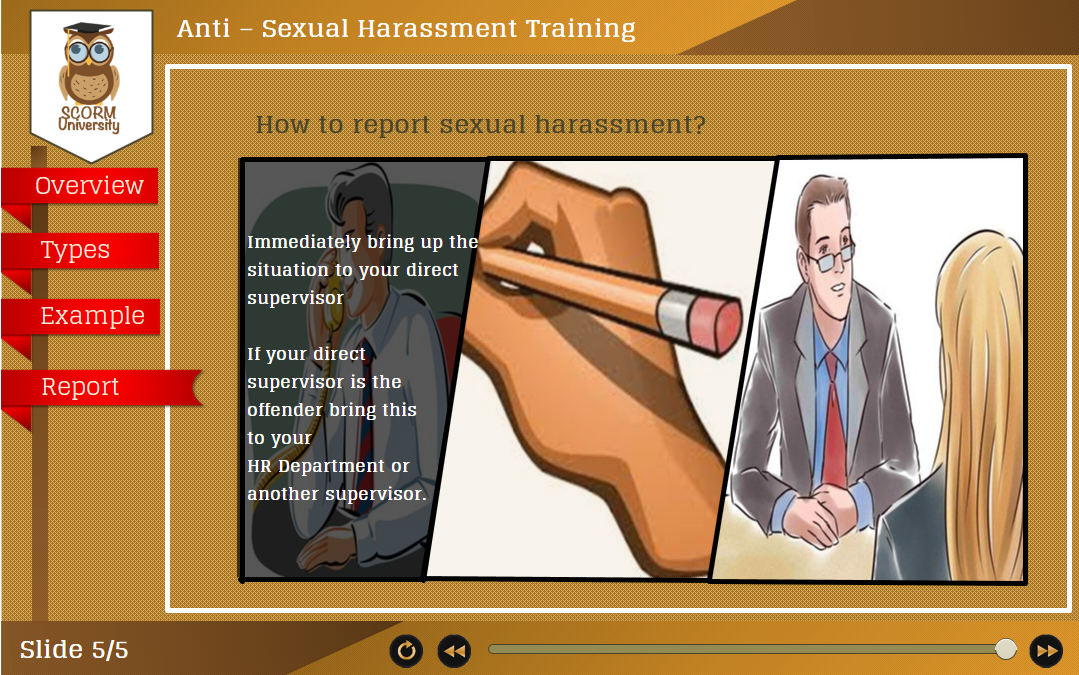 Anti – Sexual Harassment Training
SCORM
University
How to report sexual harassment?
Overview
Types
Example
Report
Immediately bring up the
situation to your direct
supervisor
If your direct
supervisor is the
offender bring this
to your
HR Department or
another supervisor.
Slide 5/5